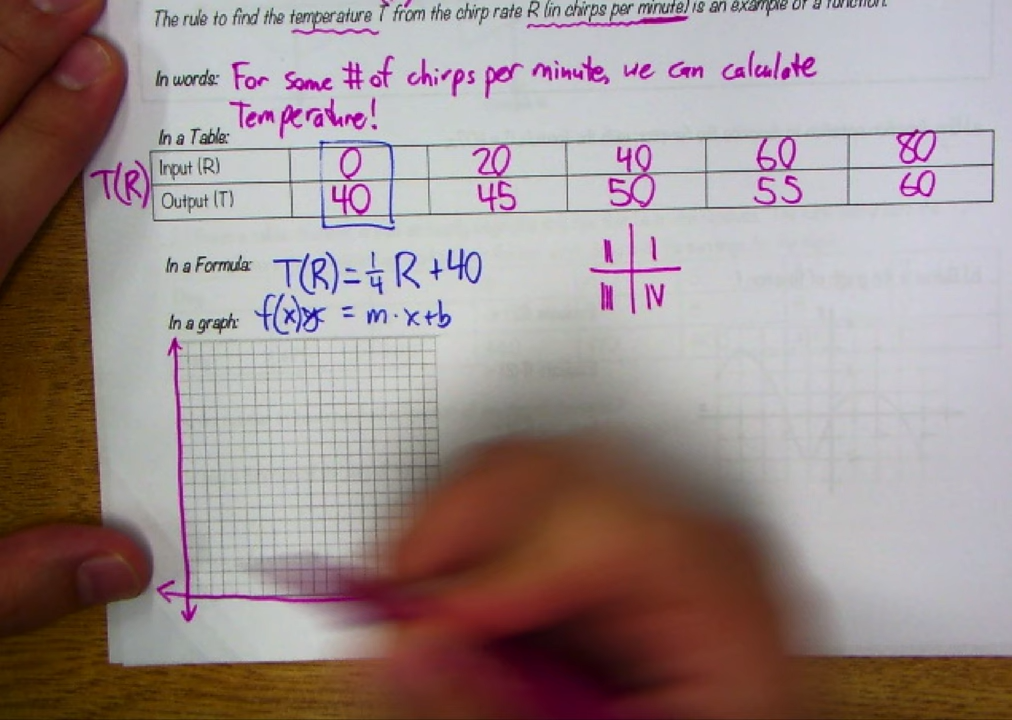 The rule to find the temperature T from the chirp rate R (in chirps per minute) is an example of a function.
In words: For some # of chirps per minute, we can calculate
Temperature!
In a Table:
T(R) Input (R) 0 20 40 60 80
Output (T) 40 45 50 55 60
In a Formula: T(R) = 1/4 R + 40
II I
III IV
In a graph: f(x) = m · x + b